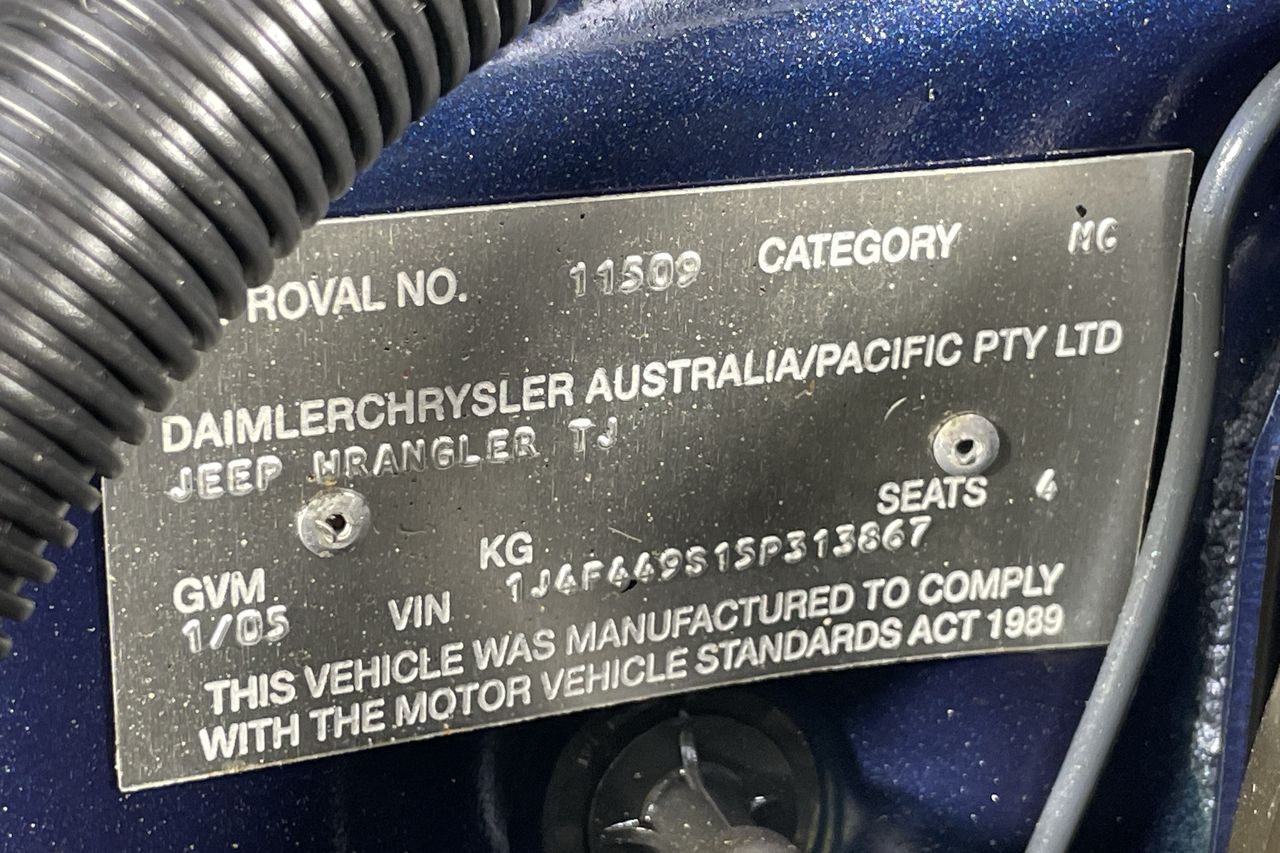 ROVAL NO. 11509 CATEGORY MC
DAIMLERCHRYSLER AUSTRALIA/PACIFIC PTY LTD
JEEP WRANGLER TJ
SEATS 4
GVM KG
1/05 VIN 1J4F449S15P313867
THIS VEHICLE WAS MANUFACTURED TO COMPLY
WITH THE MOTOR VEHICLE STANDARDS ACT 1989